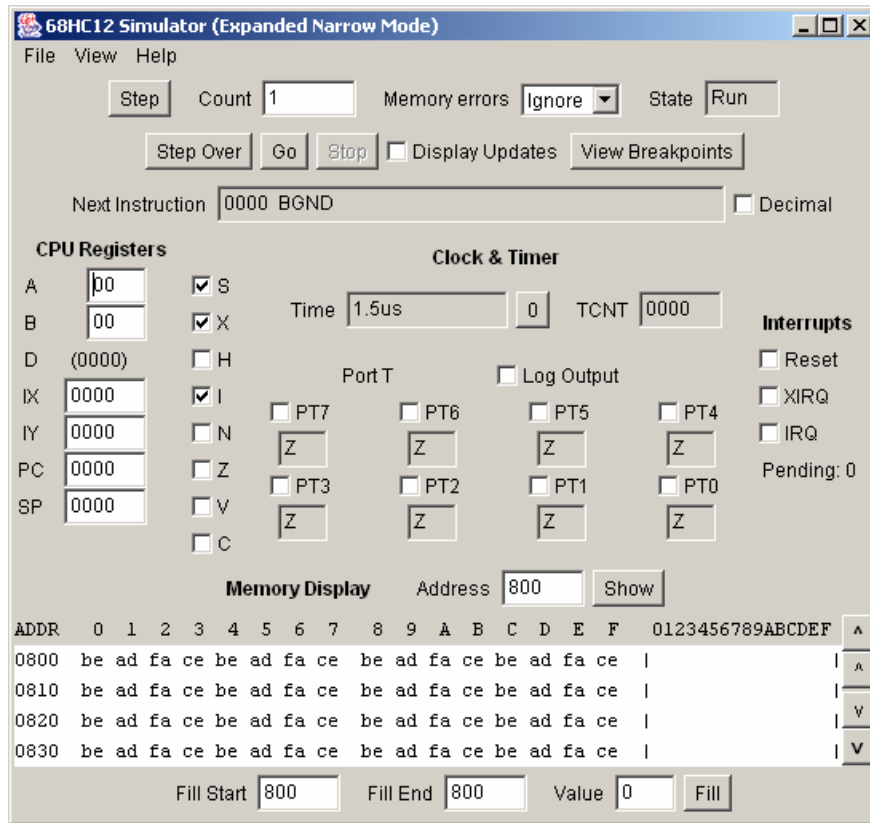 68HC12 Simulator (Expanded Narrow Mode)
File View Help
Step Count 1 Memory errors Ignore State Run
Step Over Go Stop Display Updates View Breakpoints
Next Instruction 0000 BGND Decimal
CPU Registers Clock & Timer
A 00 S
Time 1.5us 0 TCNT 0000
B 00 X Interrupts
D (0000) H Reset
Port T Log Output
IX 0000 I XIRQ
PT7 PT6 PT5 PT4
IY 0000 N IRQ
Z Z Z Z
PC 0000 Z Pending: 0
PT3 PT2 PT1 PT0
SP 0000 V
Z Z Z Z
C
Memory Display Address 800 Show
ADDR 0 1 2 3 4 5 6 7 8 9 A B C D E F 0123456789ABCDEF ^
0800 be ad fa ce be ad fa ce be ad fa ce be ad fa ce | | ^
0810 be ad fa ce be ad fa ce be ad fa ce be ad fa ce | |
0820 be ad fa ce be ad fa ce be ad fa ce be ad fa ce | | v
0830 be ad fa ce be ad fa ce be ad fa ce be ad fa ce | | v
Fill Start 800 Fill End 800 Value 0 Fill